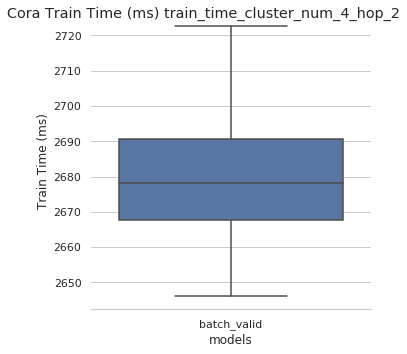 Cora Train Time (ms) train_time_cluster_num_4_hop_2
2720
2710
2700
2690
2680
2670
2660
2650
Train Time (ms)
batch_valid
models